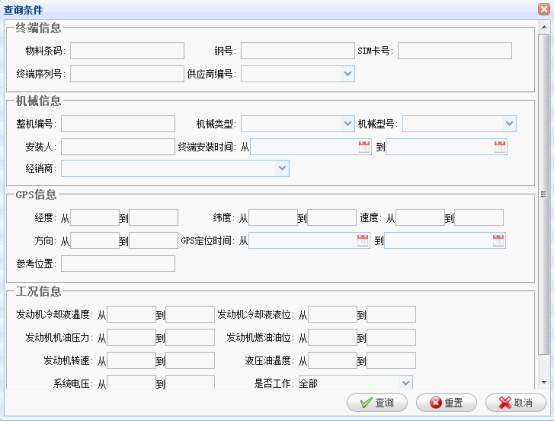 查询条件
终端信息
物料条码: 钢号: SIM卡号:
终端序列号: 供应商编号:
机械信息
整机编号: 机械类型: 机械型号:
安装人: 终端安装时间: 从 到
经销商:
GPS信息
经度: 从 到 纬度: 从 到 速度: 从 到
方向: 从 到 GPS定位时间: 从 到
参考位置:
工况信息
发动机冷却液温度: 从 到 发动机冷却液液位: 从 到
发动机机油压力: 从 到 发动机燃油油位: 从 到
发动机转速: 从 到 液压油温度: 从 到
系统电压: 从 到 是否工作: 全部
查询 重置 取消